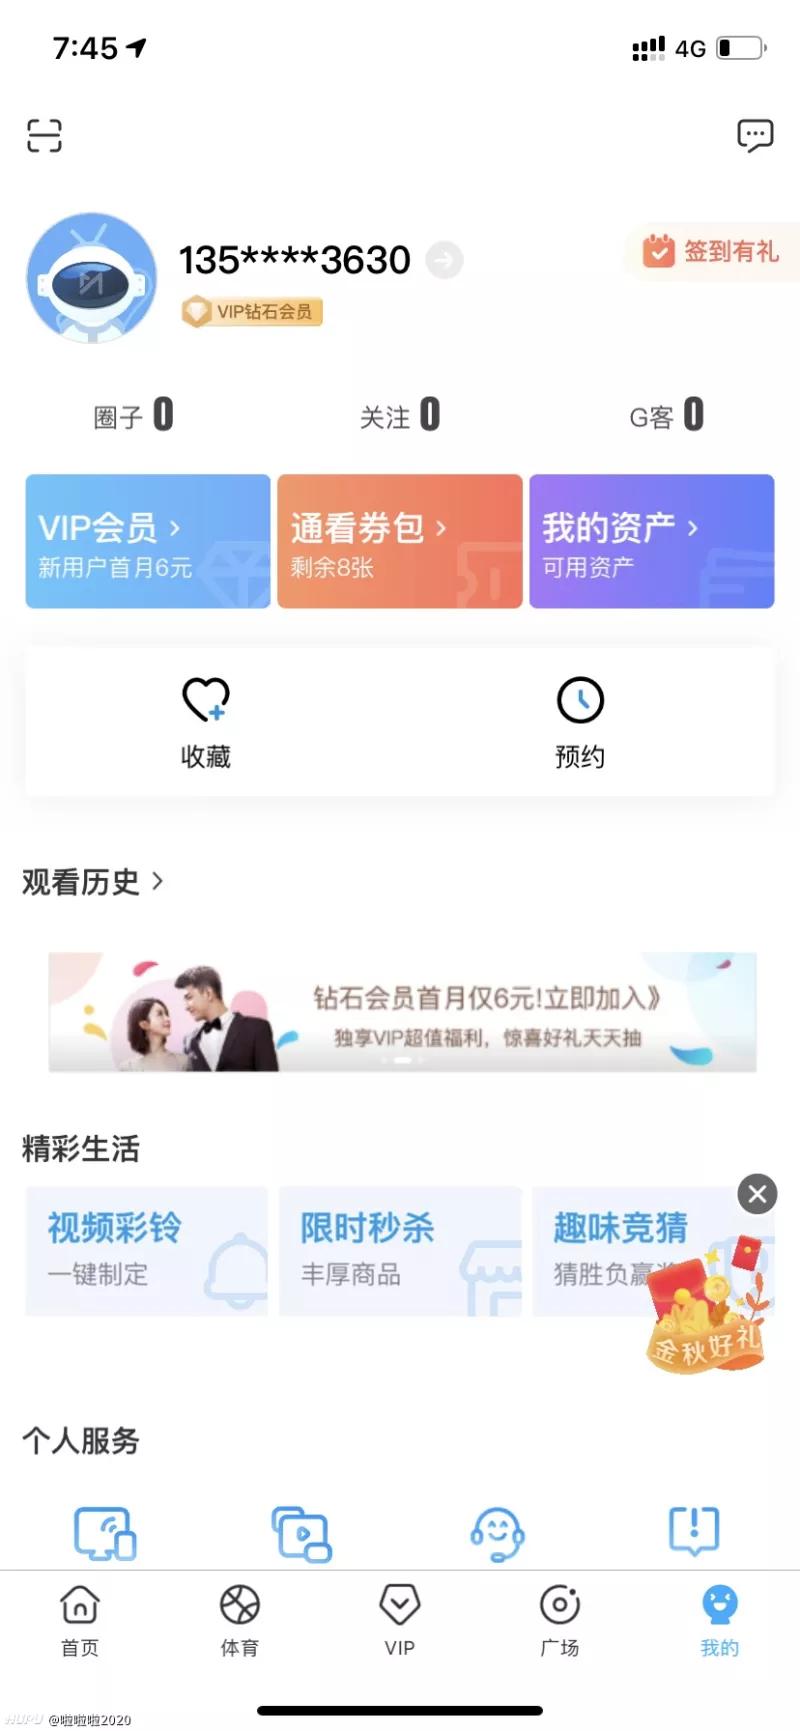 7:45
4G
135****3630
签到有礼
VIP钻石会员
圈子 0
关注 0
G客 0
VIP会员
新用户首月6元
通看券包
剩余8张
我的资产
可用资产
收藏
预约
观看历史
钻石会员首月仅6元!立即加入》
独享VIP超值福利，惊喜好礼天天抽
精彩生活
视频彩铃
一键制定
限时秒杀
丰厚商品
趣味竞猜
猜胜负赢
金秋好礼
个人服务
首页
体育
VIP
广场
我的
HUPU @啦啦啦2020